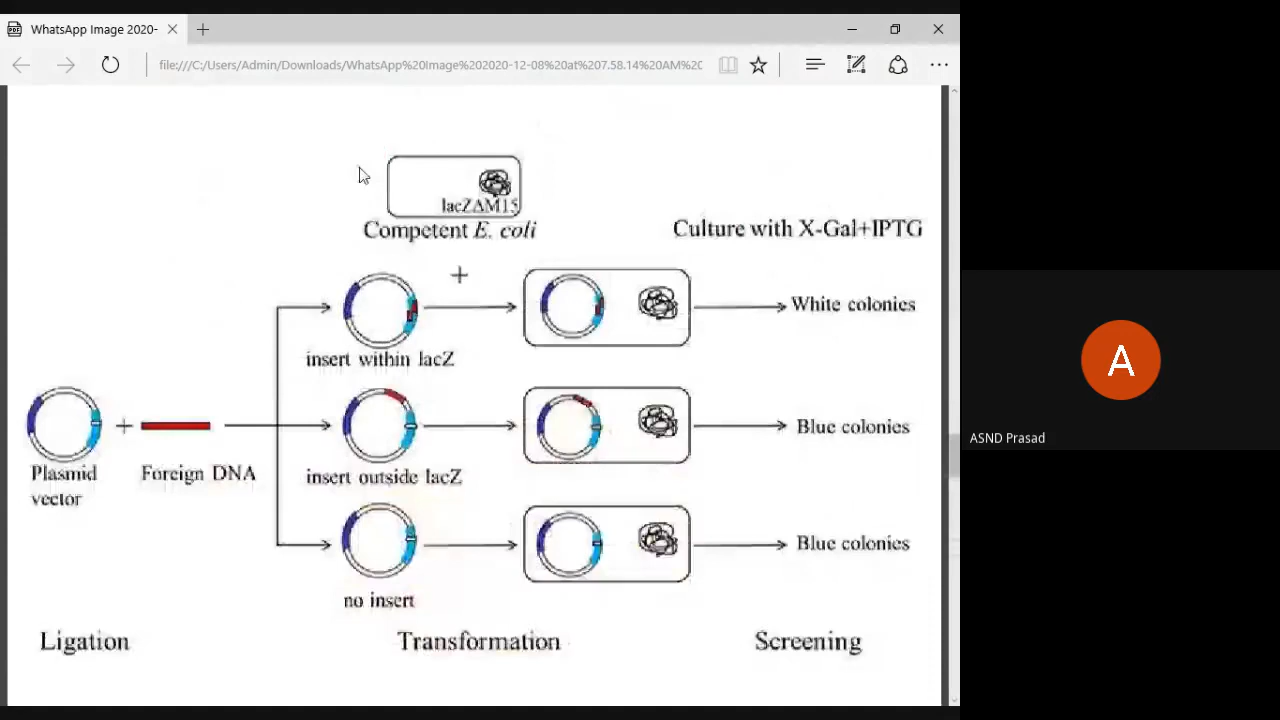 WhatsApp Image 2020-
file:///C:/Users/Admin/Downloads/WhatsApp%20Image%202020-12-08%20at%207.58.14%20AM%2C
lacZΔM15
Competent E. coli
Culture with X-Gal+IPTG
+
White colonies
insert within lacZ
+
Blue colonies
Plasmid
vector
Foreign DNA
insert outside lacZ
Blue colonies
no insert
Ligation
Transformation
Screening
A
ASND Prasad